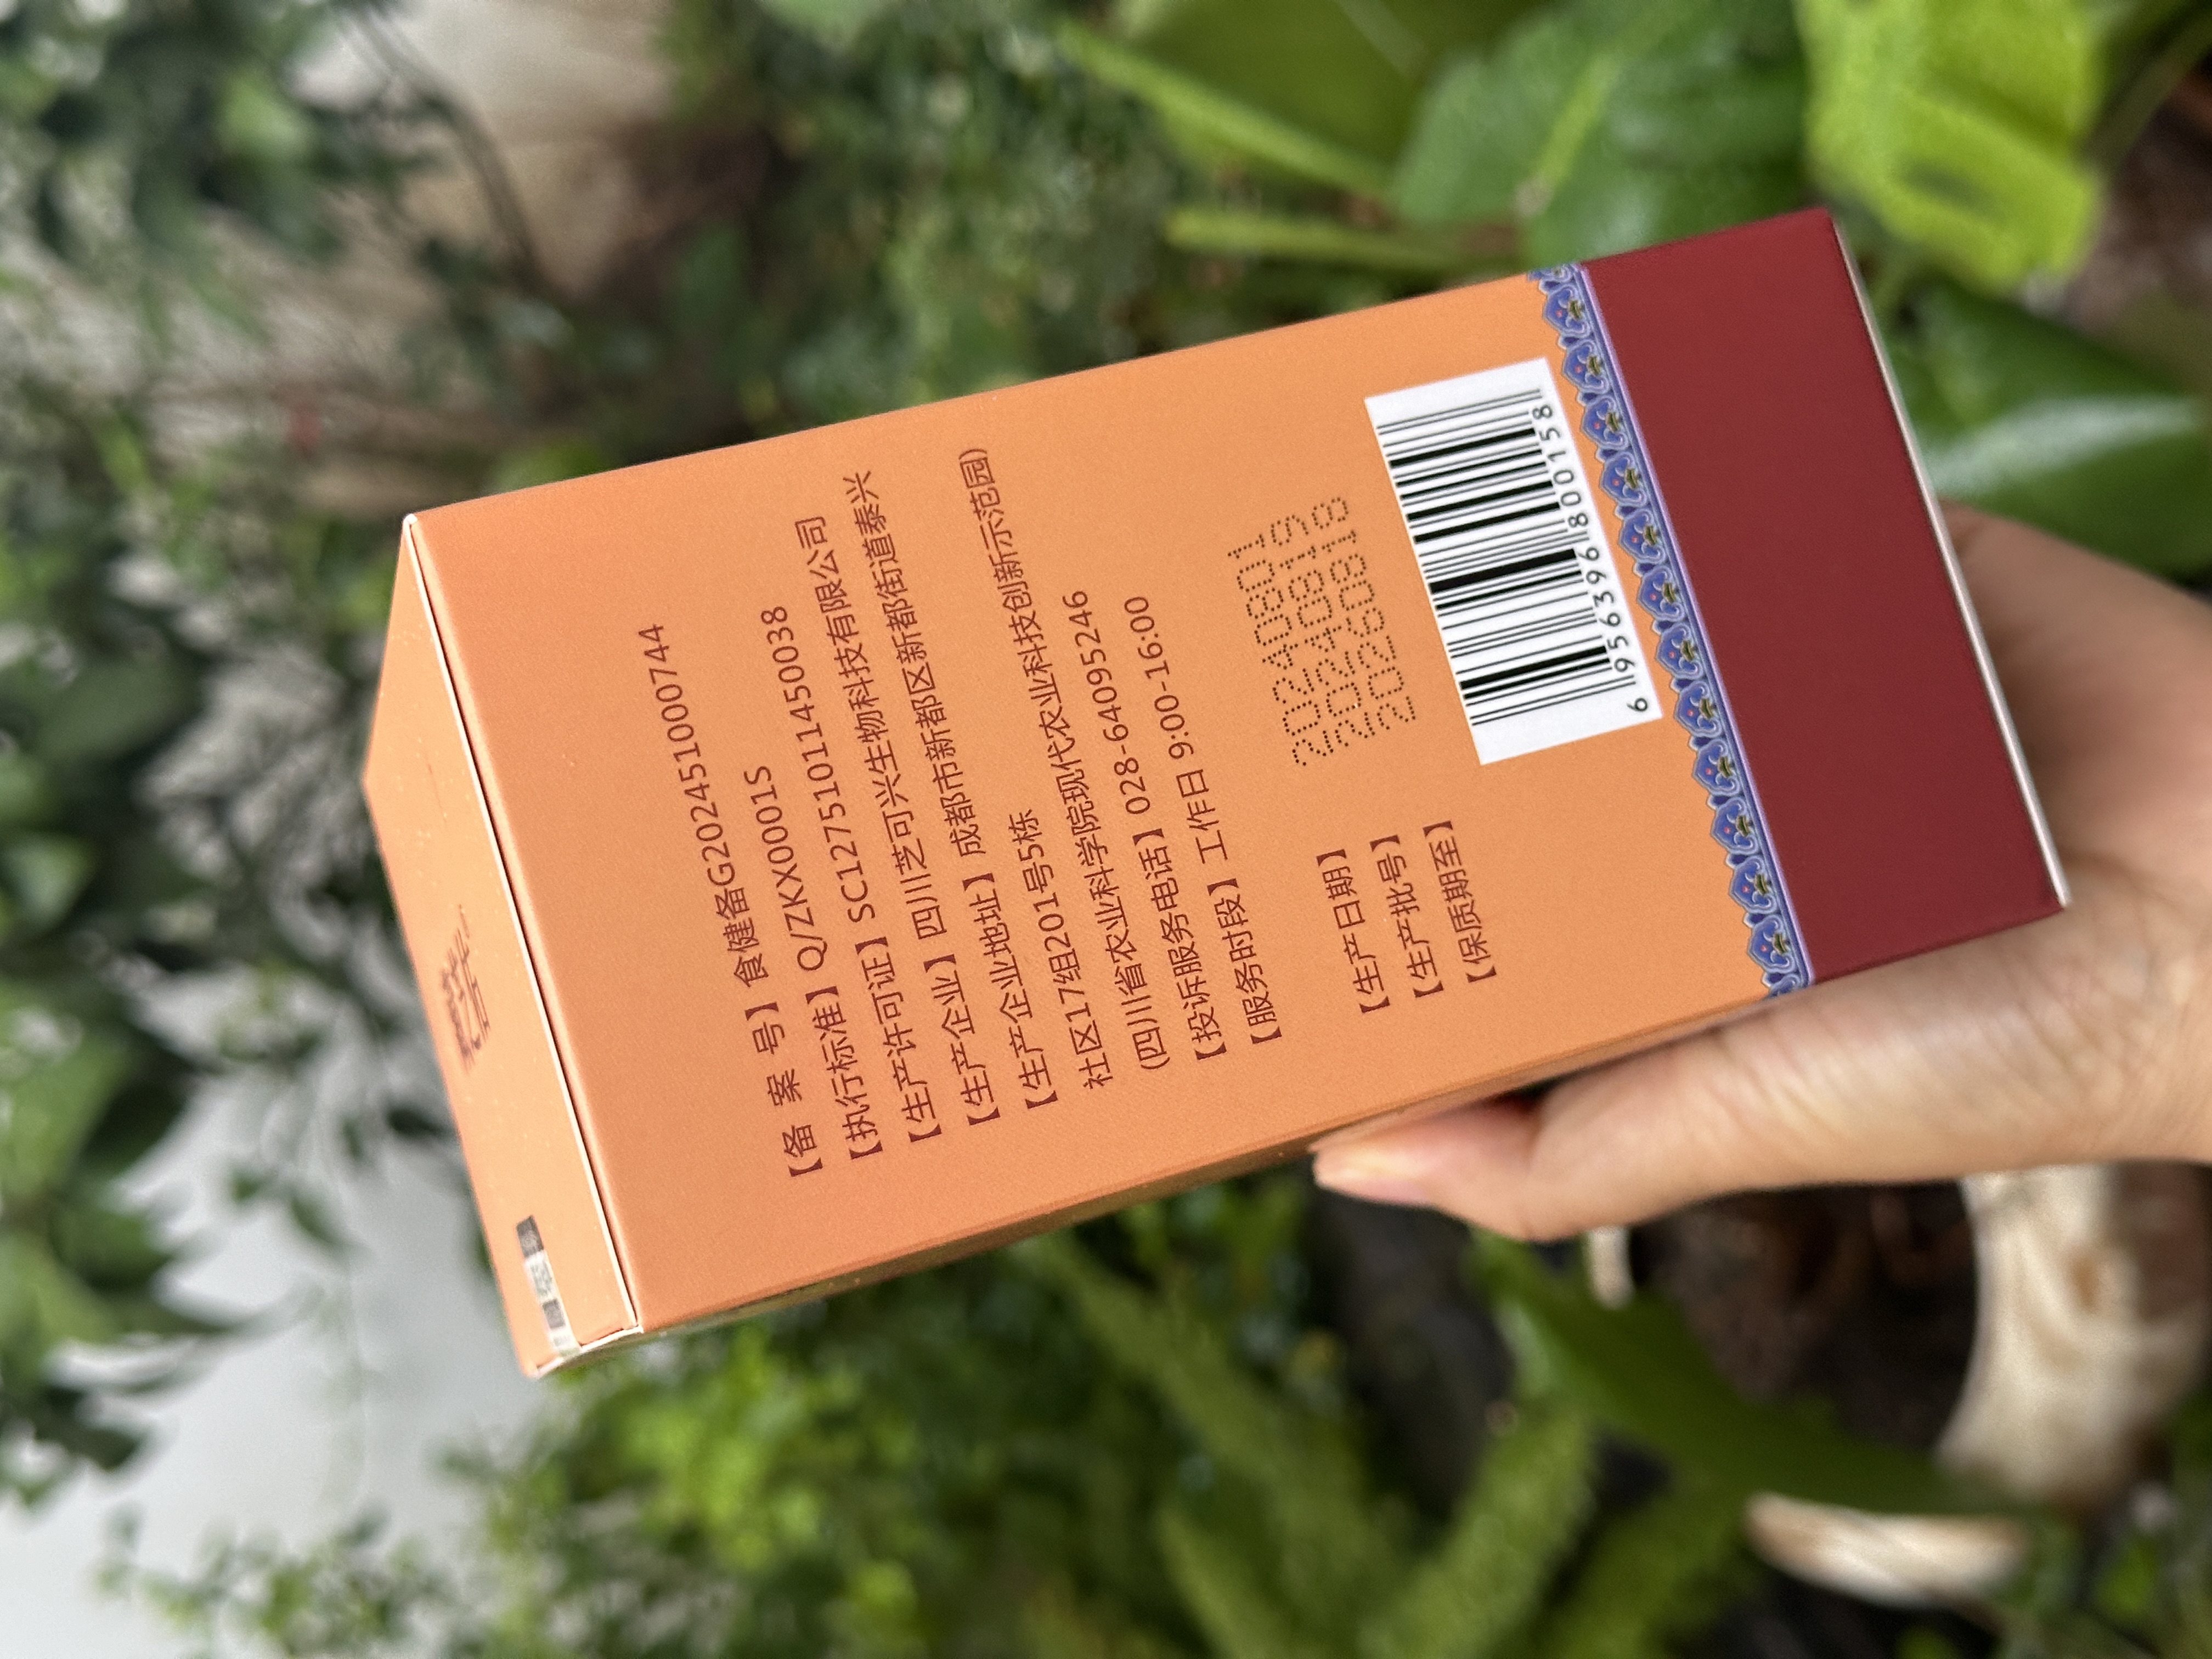 【备 案 号】食健备G202451000744
【执行标准】Q/ZKX0001S
【生产许可证】SC12751011450038
【生产企业】四川芝可兴生物科技有限公司
【生产企业地址】成都市新都区新都街道泰兴
社区17组201号5栋
(四川省农业科学院现代农业科技创新示范园)
【投诉服务电话】028-64095246
【服务时段】工作日 9:00-16:00
【生产日期】 20240801
【生产批号】 20240815
【保质期至】 20260818
6 956396 800158